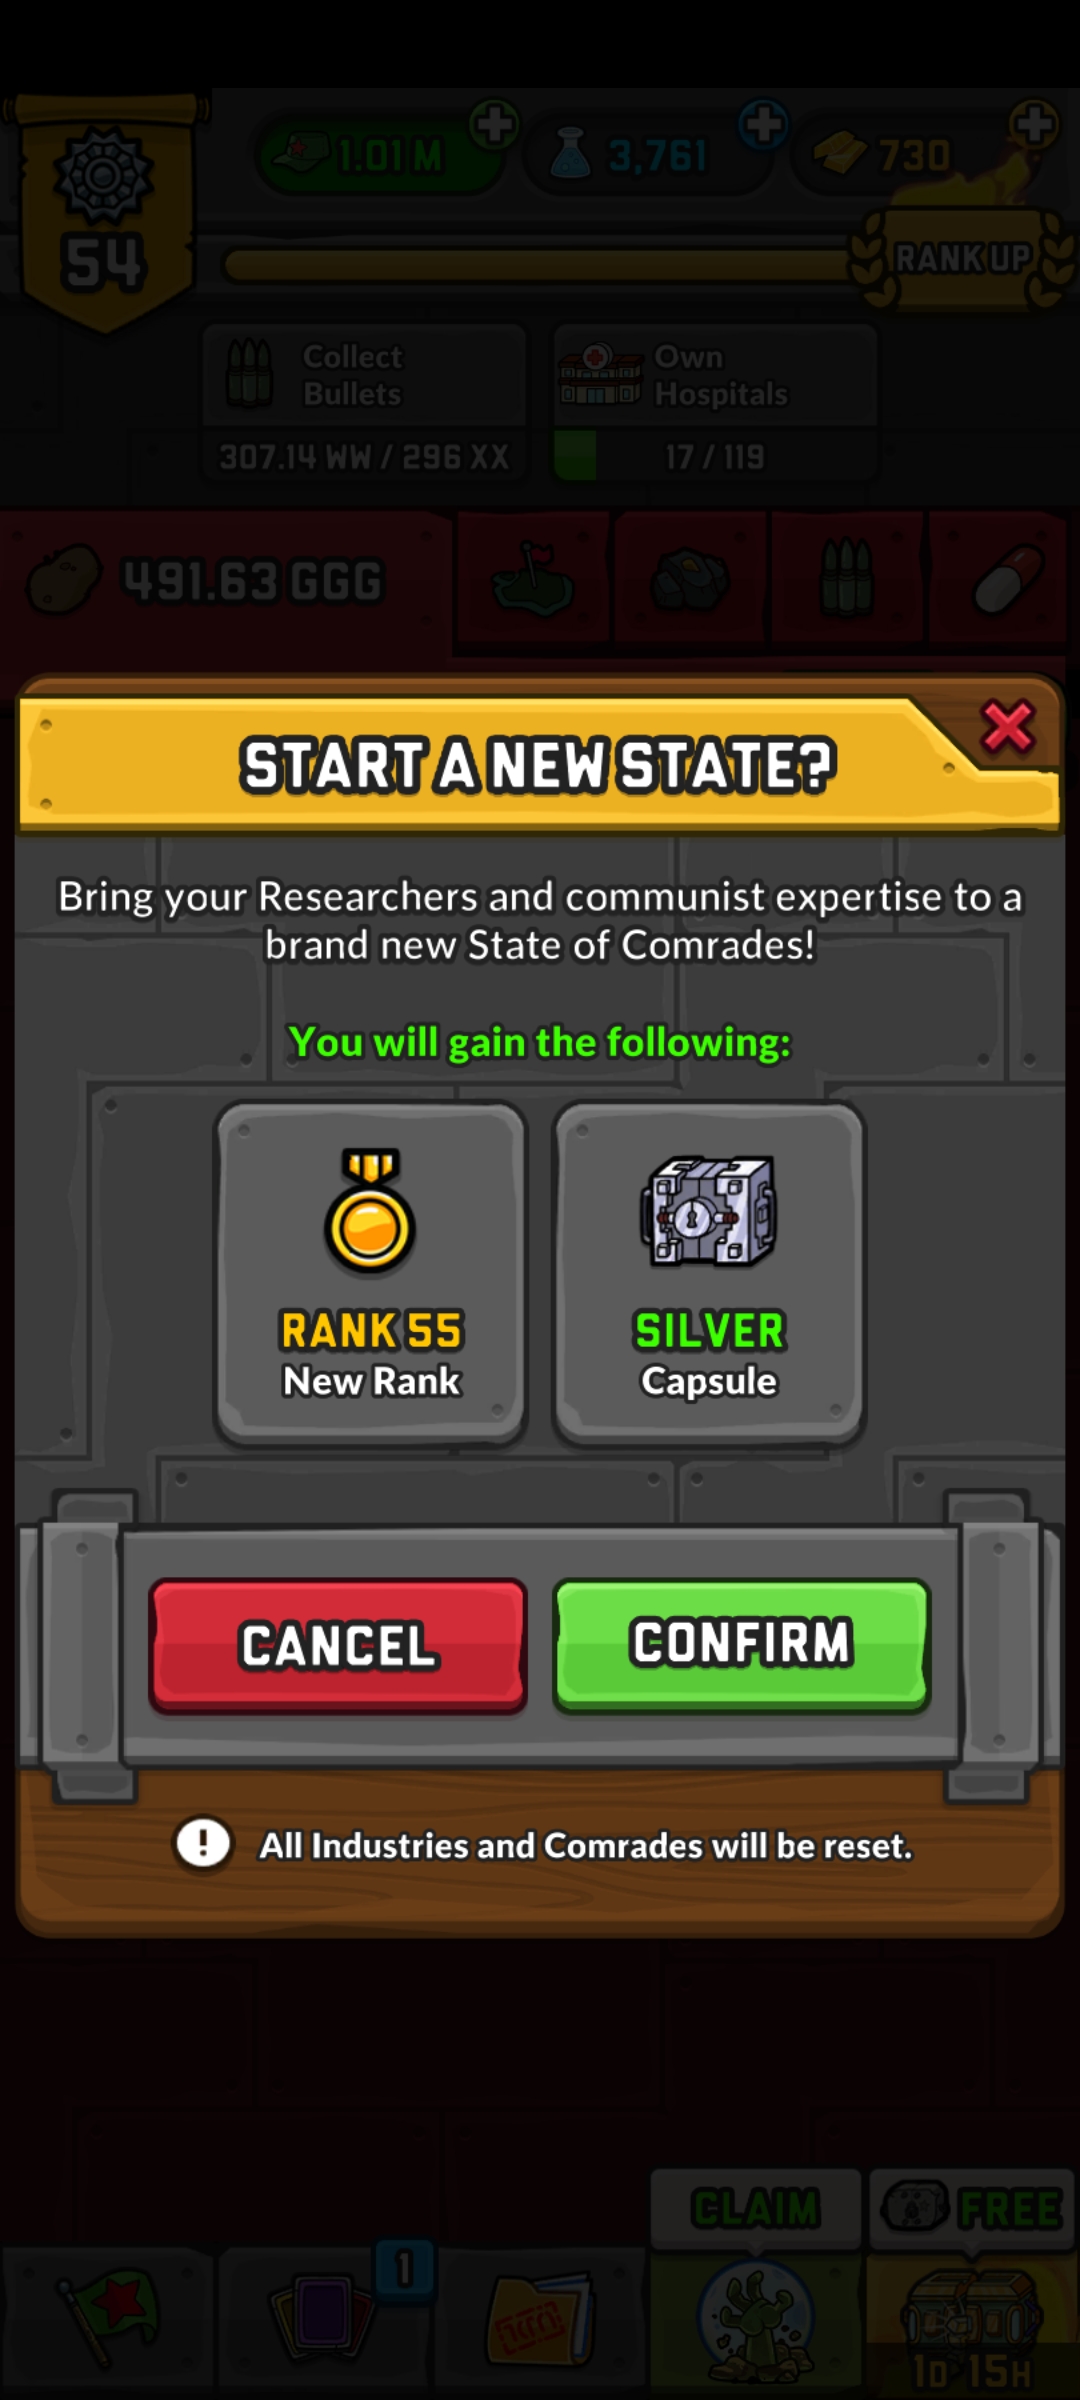 1.01 M
3,761
730
54
RANK UP
Collect
Bullets
307.14 WW / 296 XX
Own
Hospitals
17 / 119
491.63 GGG
START A NEW STATE?
Bring your Researchers and communist expertise to a
brand new State of Comrades!
You will gain the following:
RANK 55
New Rank
SILVER
Capsule
CANCEL
CONFIRM
! All Industries and Comrades will be reset.
CLAIM
FREE
1
1D 15H